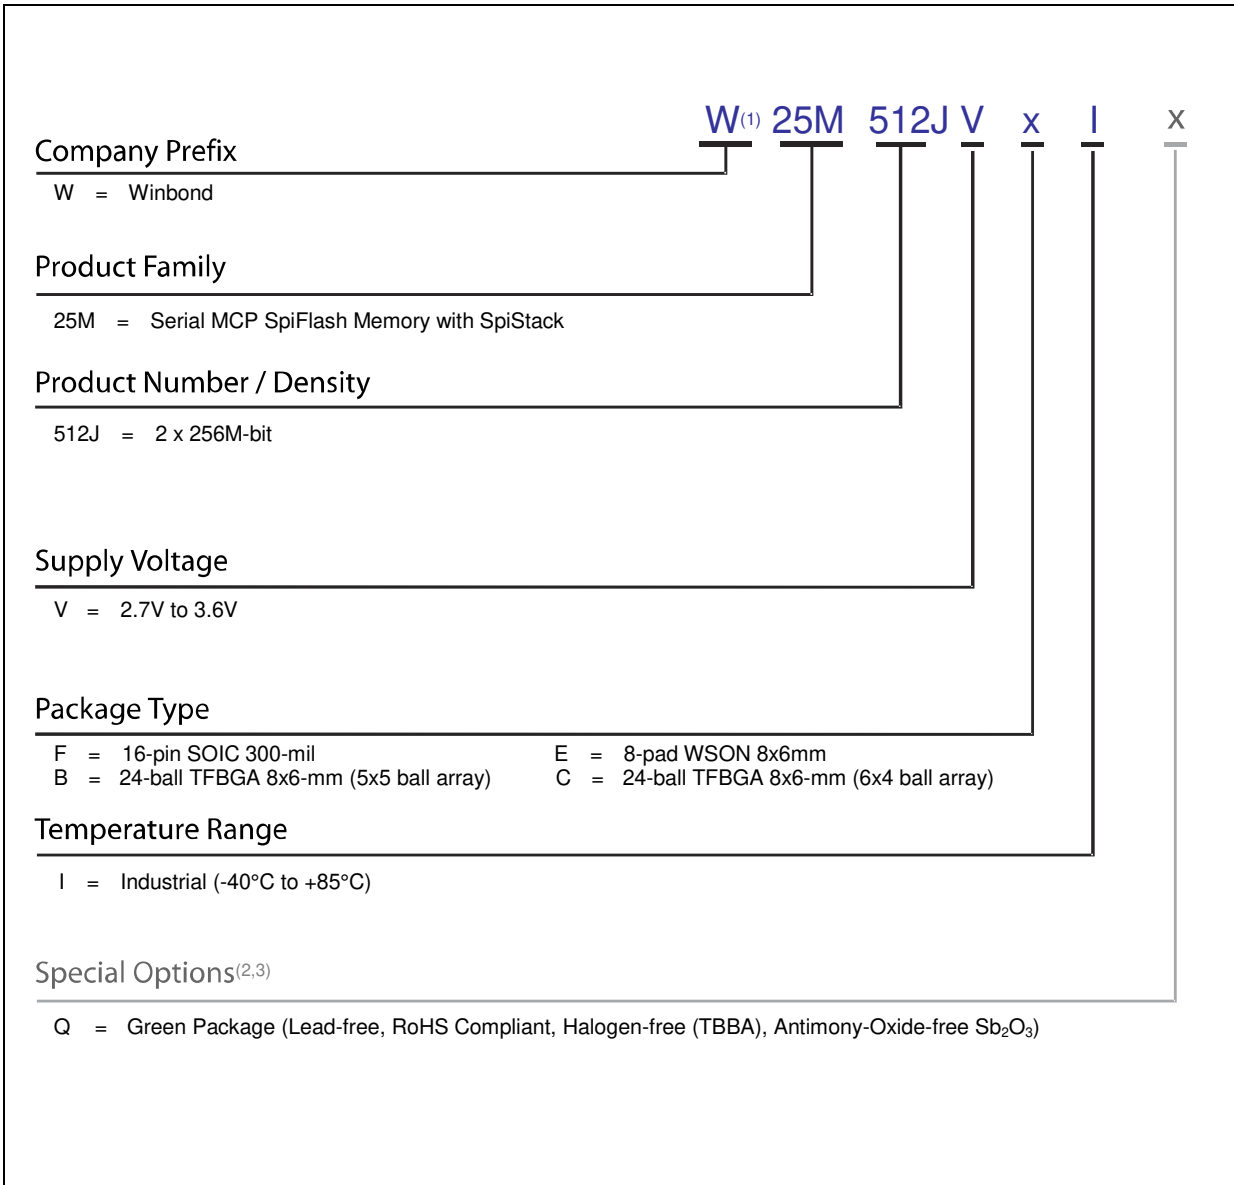 W(1) 25M 512J V x I x
Company Prefix
W = Winbond
Product Family
25M = Serial MCP SpiFlash Memory with SpiStack
Product Number / Density
512J = 2 x 256M-bit
Supply Voltage
V = 2.7V to 3.6V
Package Type
F = 16-pin SOIC 300-mil E = 8-pad WSON 8x6mm
B = 24-ball TFBGA 8x6-mm (5x5 ball array) C = 24-ball TFBGA 8x6-mm (6x4 ball array)
Temperature Range
I = Industrial (-40°C to +85°C)
Special Options(2,3)
Q = Green Package (Lead-free, RoHS Compliant, Halogen-free (TBBA), Antimony-Oxide-free Sb₂O₃)